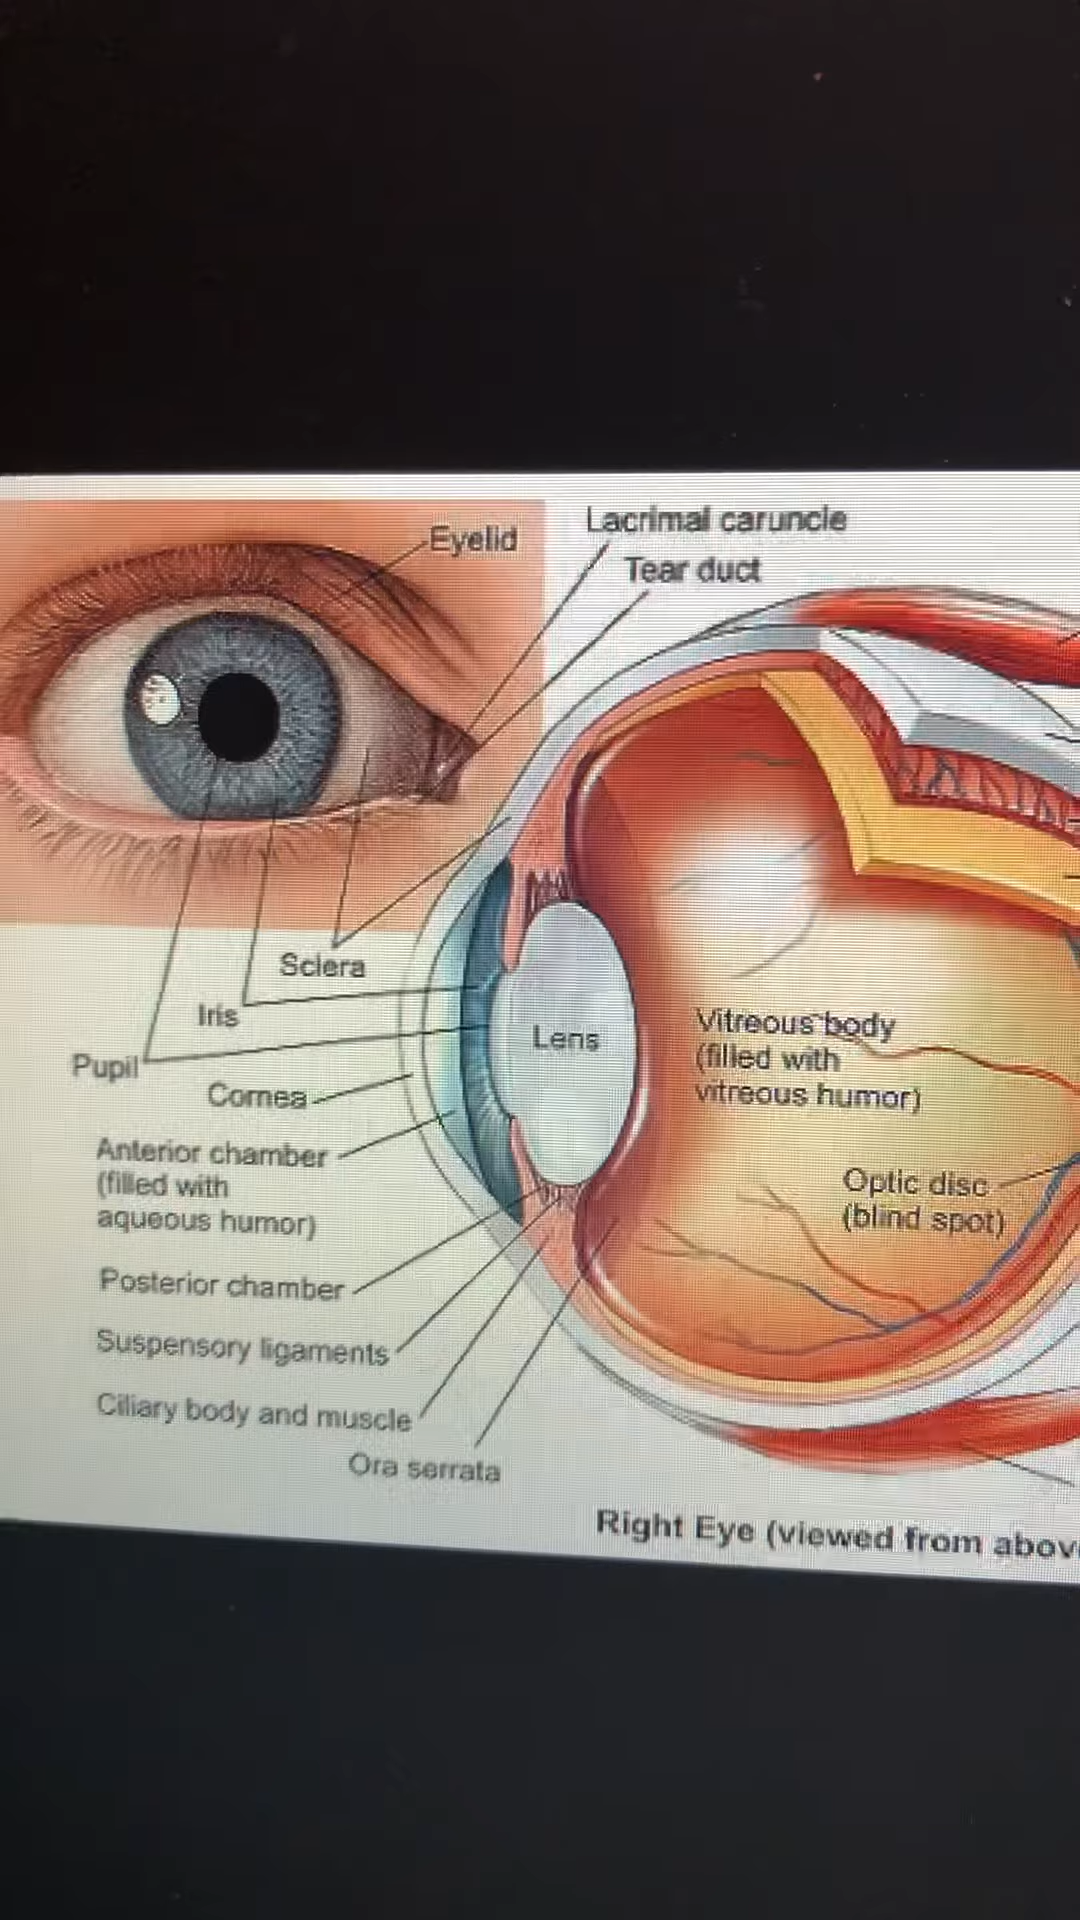 Eyelid
Lacrimal caruncle
Tear duct
Sclera
Iris
Pupil
Cornea
Anterior chamber
(filled with
aqueous humor)
Posterior chamber
Suspensory ligaments
Ciliary body and muscle
Ora serrata
Lens
Vitreous body
(filled with
vitreous humor)
Optic disc
(blind spot)
Right Eye (viewed from above